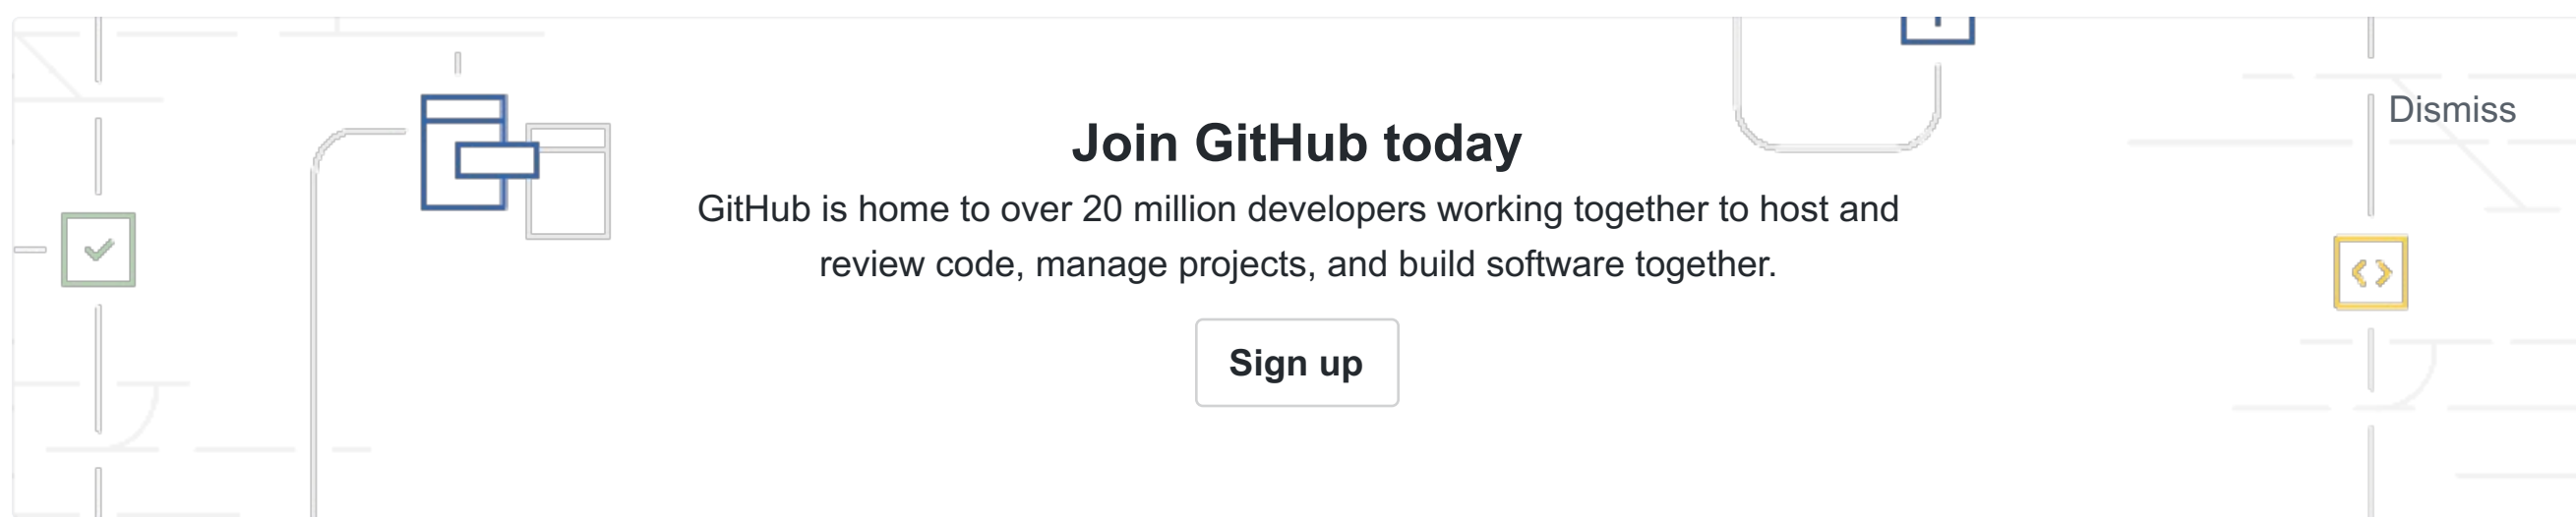 Dismiss
Join GitHub today
GitHub is home to over 20 million developers working together to host and
review code, manage projects, and build software together.
Sign up